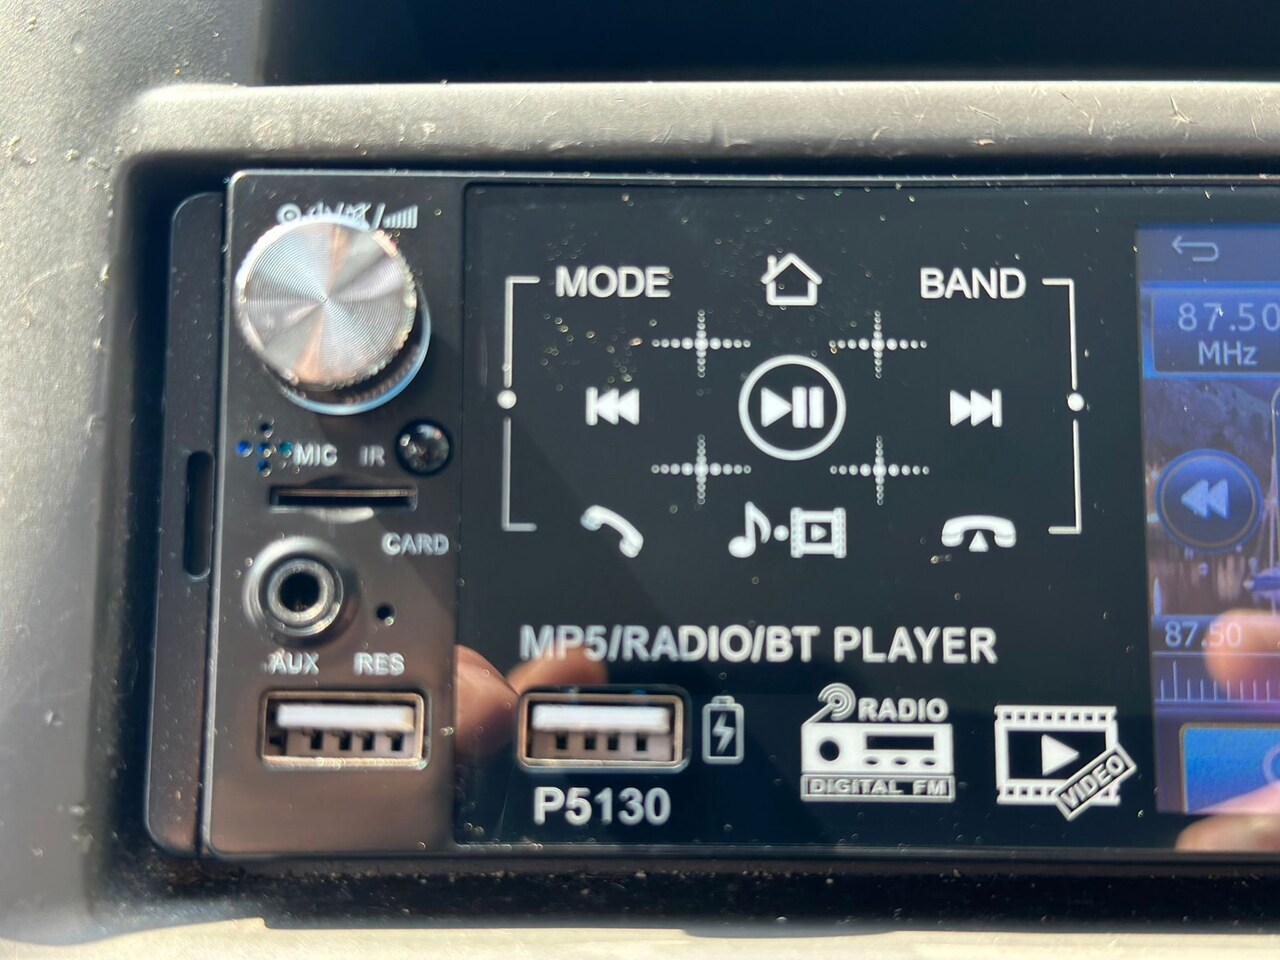 MODE
BAND
87.50
MHz
MIC IR
CARD
87.50
AUX RES
MP5/RADIO/BT PLAYER
RADIO
DIGITAL FM
VIDEO
P5130